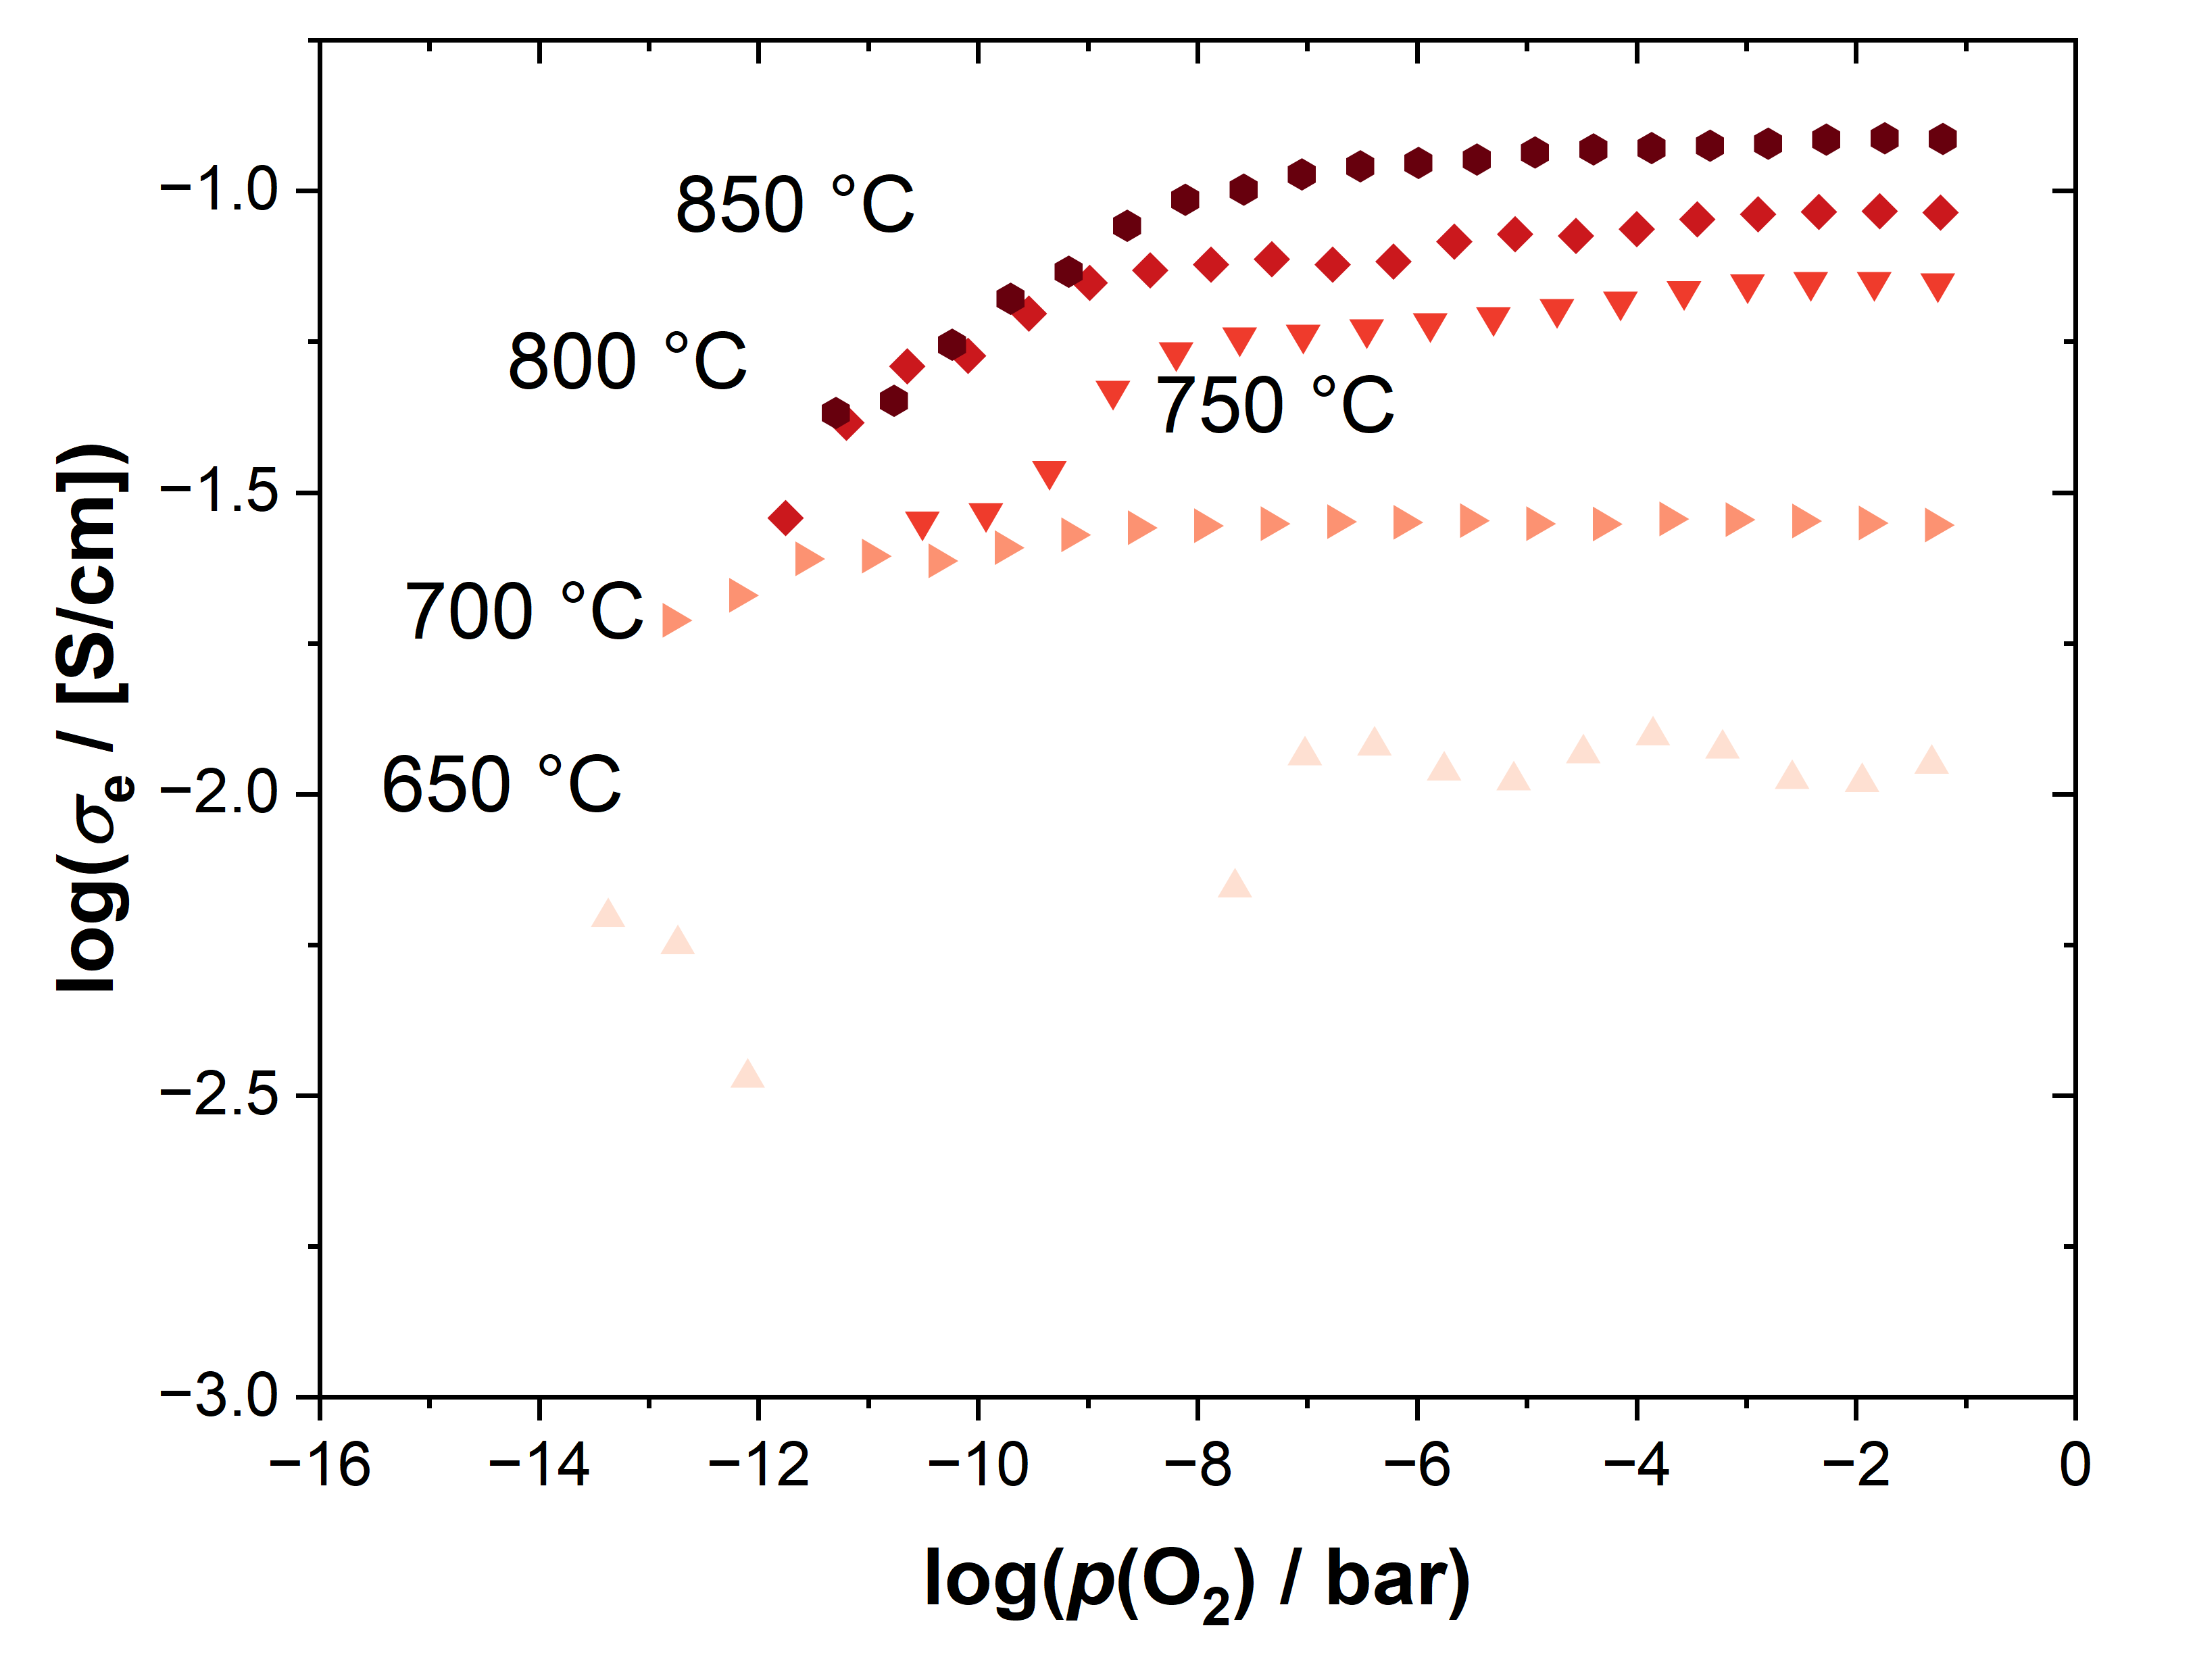 log(σe / [S/cm])
−1.0
−1.5
−2.0
−2.5
−3.0
850 °C
800 °C
750 °C
700 °C
650 °C
−16 −14 −12 −10 −8 −6 −4 −2 0
log(p(O2) / bar)